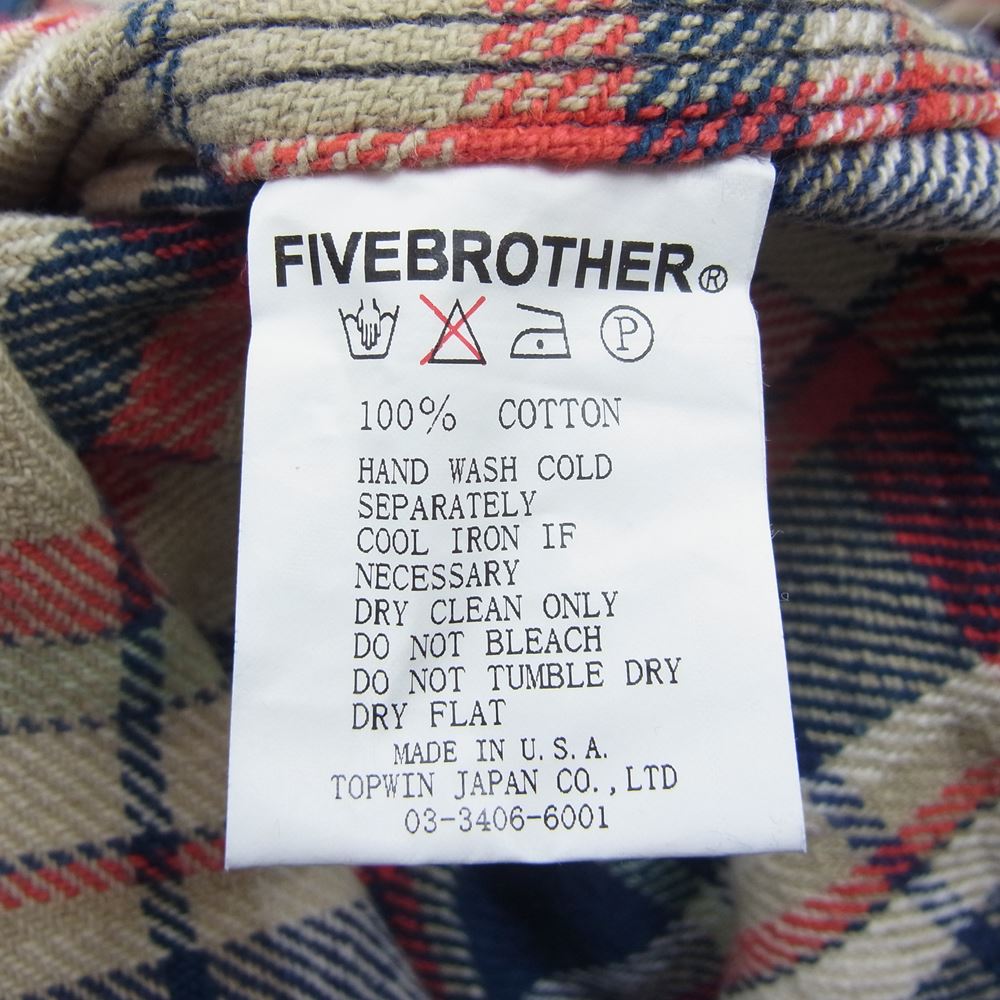 FIVEBROTHER®
P
100% COTTON
HAND WASH COLD
SEPARATELY
COOL IRON IF
NECESSARY
DRY CLEAN ONLY
DO NOT BLEACH
DO NOT TUMBLE DRY
DRY FLAT
MADE IN U.S.A.
TOPWIN JAPAN CO.,LTD
03-3406-6001